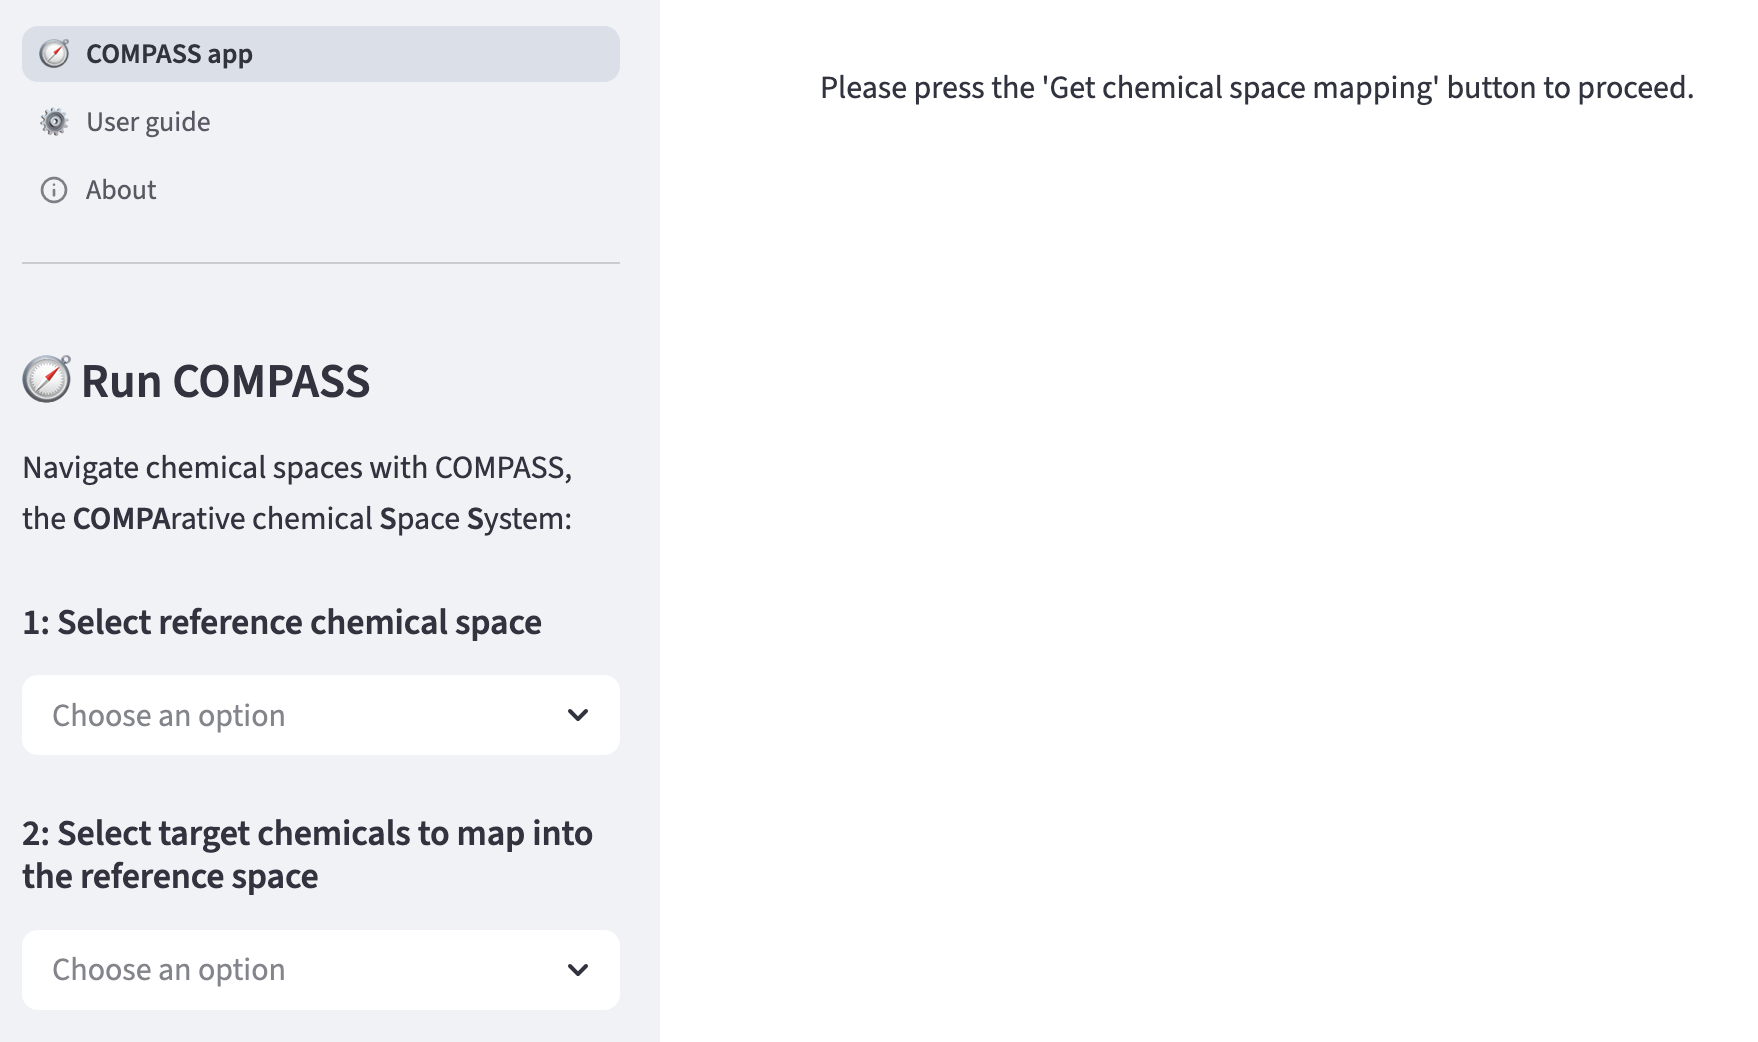 COMPASS app
User guide
About
Run COMPASS
Navigate chemical spaces with COMPASS,
the COMPArative chemical Space System:
1: Select reference chemical space
Choose an option
2: Select target chemicals to map into
the reference space
Choose an option
Please press the 'Get chemical space mapping' button to proceed.